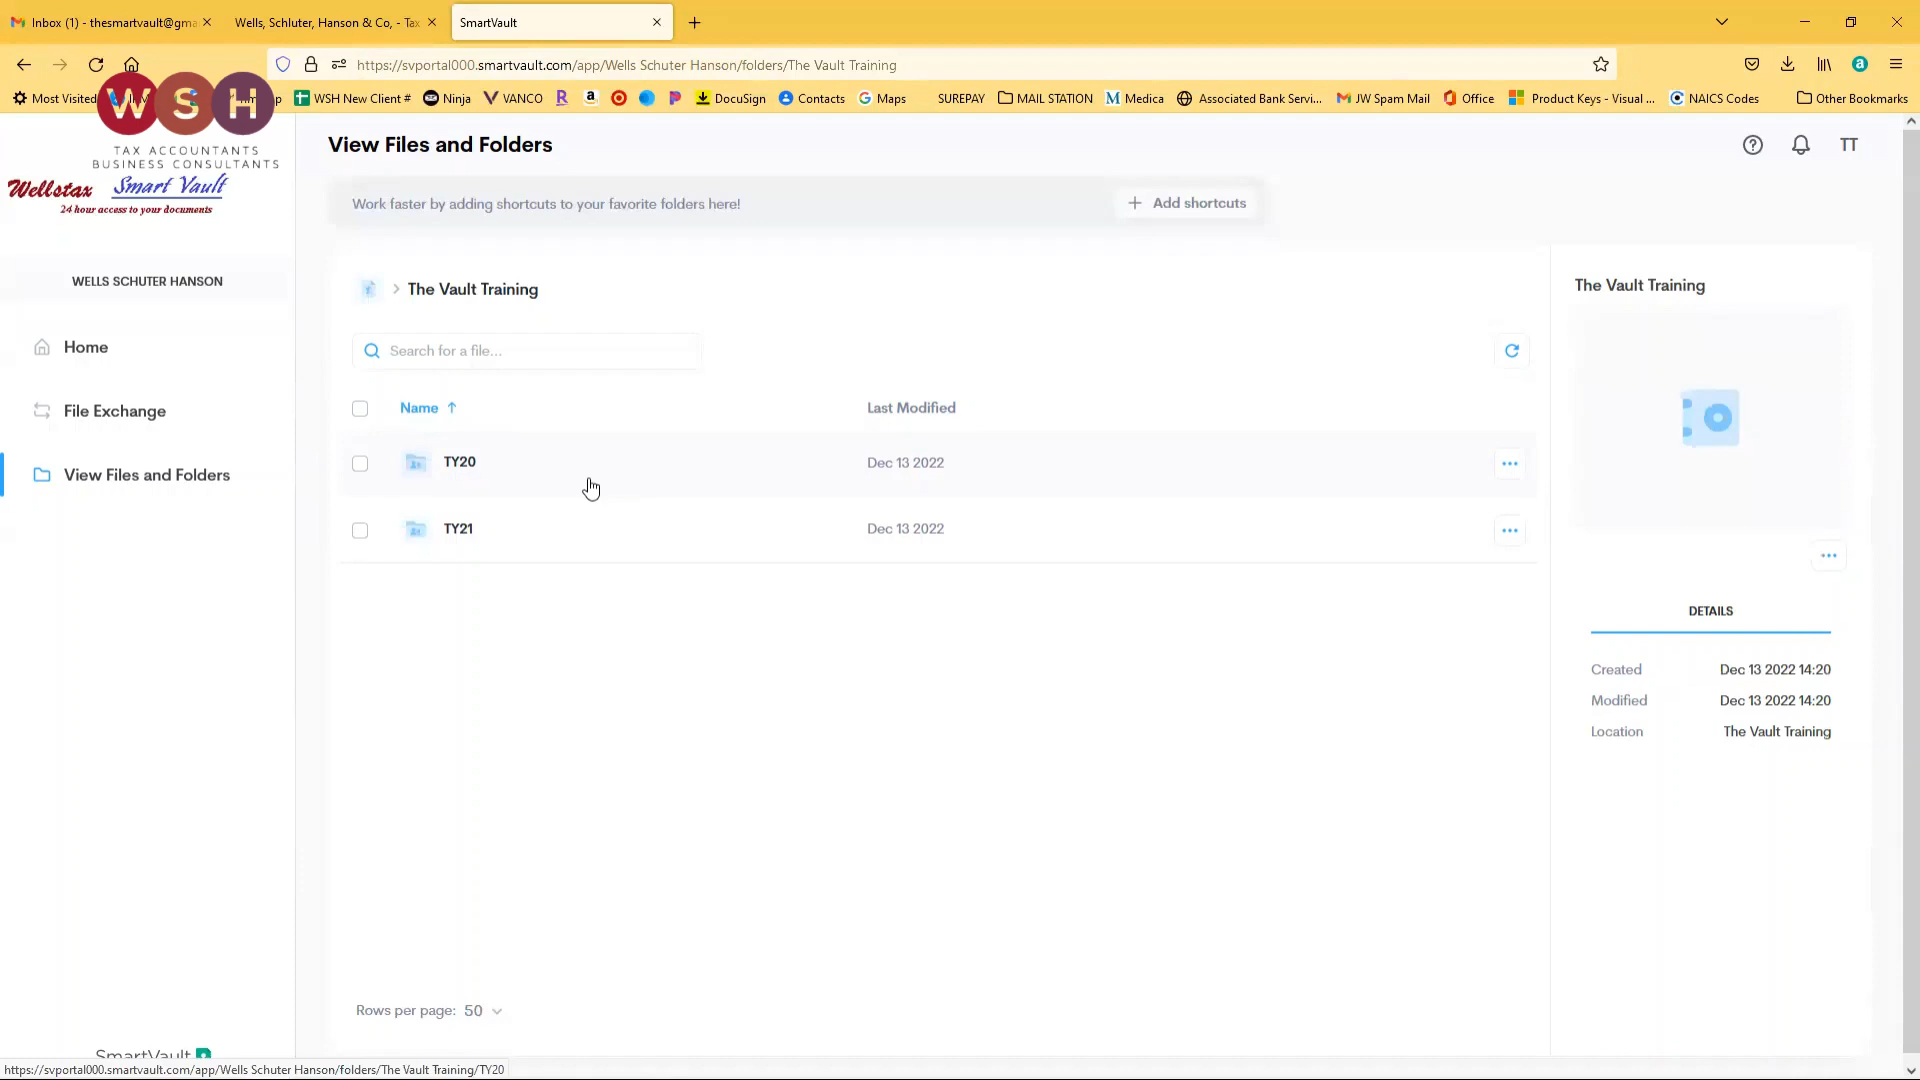 Inbox (1) - thesmartvault@gma
Wells, Schluter, Hanson & Co, - Tax
SmartVault
https://svportal000.smartvault.com/app/Wells Schuter Hanson/folders/The Vault Training
Most Visited
WSH New Client #
Ninja
VANCO
DocuSign
Contacts
Maps
SUREPAY
MAIL STATION
Medica
Associated Bank Servi...
JW Spam Mail
Office
Product Keys - Visual ...
NAICS Codes
Other Bookmarks
WSH
TAX ACCOUNTANTS
BUSINESS CONSULTANTS
Wellstax Smart Vault
24 hour access to your documents
WELLS SCHUTER HANSON
Home
File Exchange
View Files and Folders
SmartVault
View Files and Folders
TT
Work faster by adding shortcuts to your favorite folders here!
+ Add shortcuts
> The Vault Training
Search for a file...
Name ↑ Last Modified
TY20 Dec 13 2022
TY21 Dec 13 2022
Rows per page: 50
The Vault Training
DETAILS
Created Dec 13 2022 14:20
Modified Dec 13 2022 14:20
Location The Vault Training
https://svportal000.smartvault.com/app/Wells Schuter Hanson/folders/The Vault Training/TY20